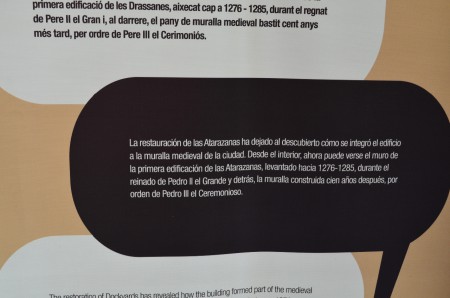 primera edificació de les Drassanes, aixecat cap a 1276 - 1285, durant el regnat
de Pere II el Gran i, al darrere, el pany de muralla medieval bastit cent anys
més tard, per ordre de Pere III el Cerimoniós.
La restauración de las Atarazanas ha dejado al descubierto cómo se integró el edificio
a la muralla medieval de la ciudad. Desde el interior, ahora puede verse el muro de
la primera edificación de las Atarazanas, levantado hacia 1276-1285, durante el
reinado de Pedro II el Grande y detrás, la muralla construida cien años después, por
orden de Pedro III el Ceremonioso.
The restoration of Dockyards has revealed how the building formed part of the medieval